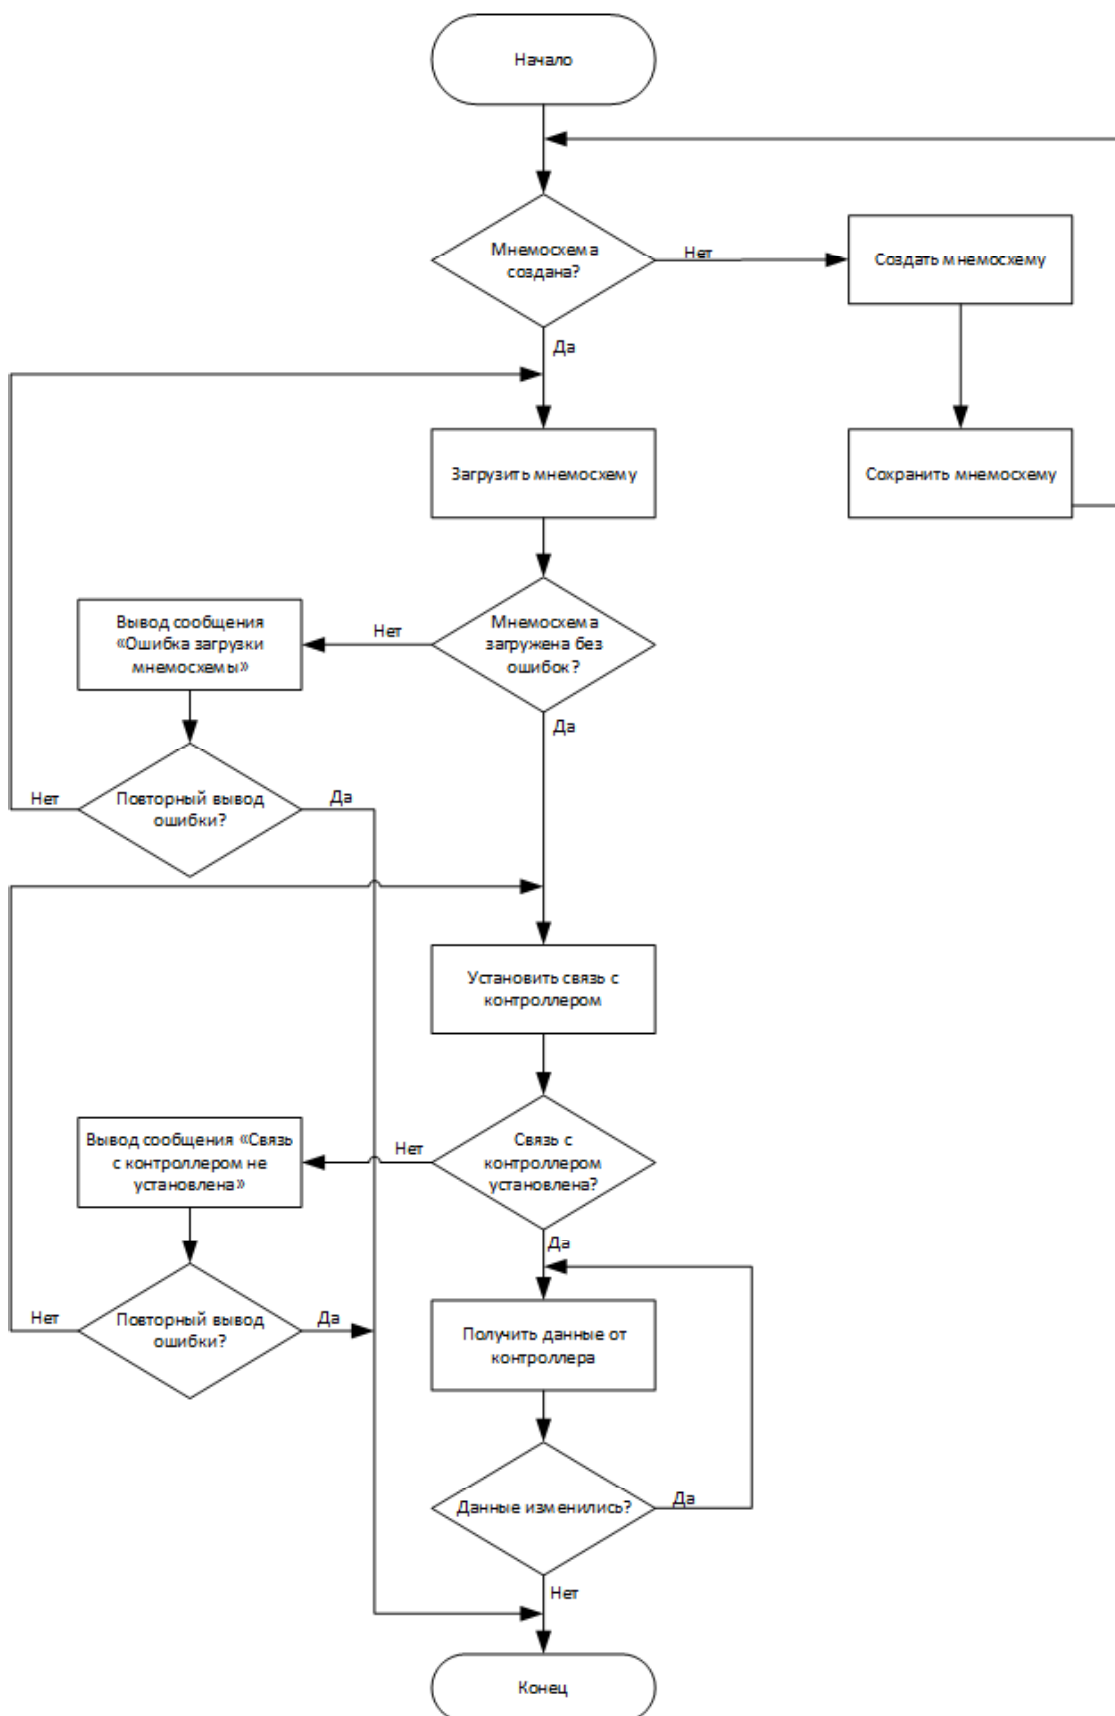 Начало
Мнемосхема
создана?
Нет
Создать мнемосхему
Да
Загрузить мнемосхему
Сохранить мнемосхему
Вывод сообщения
«Ошибка загрузки
мнемосхемы»
Нет
Мнемосхема
загружена без
ошибок?
Да
Нет
Повторный вывод
ошибки?
Да
Установить связь с
контроллером
Вывод сообщения «Связь
с контроллером не
установлена»
Нет
Связь с
контроллером
установлена?
Да
Нет
Повторный вывод
ошибки?
Да
Получить данные от
контроллера
Данные изменились?
Да
Нет
Конец